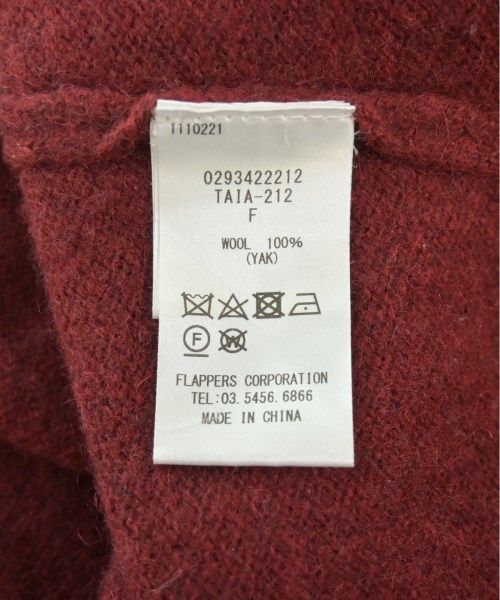 1110221
0293422212
TAIA-212
F
WOOL 100%
(YAK)
F W
FLAPPERS CORPORATION
TEL:03.5456.6866
MADE IN CHINA